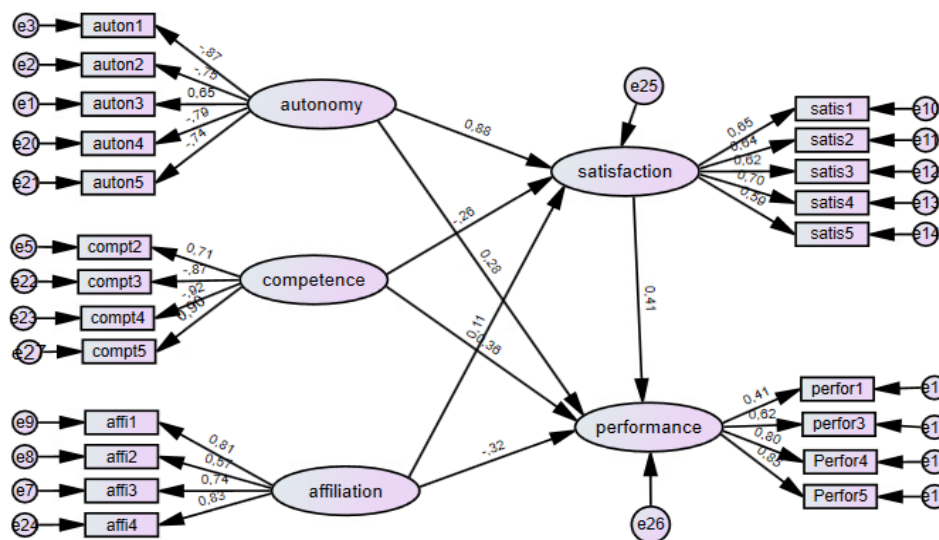 e3 auton1
-,87
e2 auton2
-,75
e1 auton3
0,65
e20 auton4
-,79
e21 auton5
-,74
autonomy
0,88
0,28
e5 compt2
0,71
e22 compt3
-,87
e23 compt4
-,92
e27 compt5
0,90
competence
-,26
e9 affi1
0,81
e8 affi2
0,57
e7 affi3
0,74
e24 affi4
0,83
affiliation
-,32
e25
satisfaction
0,41
0,65
satis1 e10
0,64
satis2 e11
0,62
satis3 e12
0,70
satis4 e13
0,59
satis5 e14
performance
e26
0,41
perfor1
0,62
perfor3
0,80
Perfor4
0,85
Perfor5